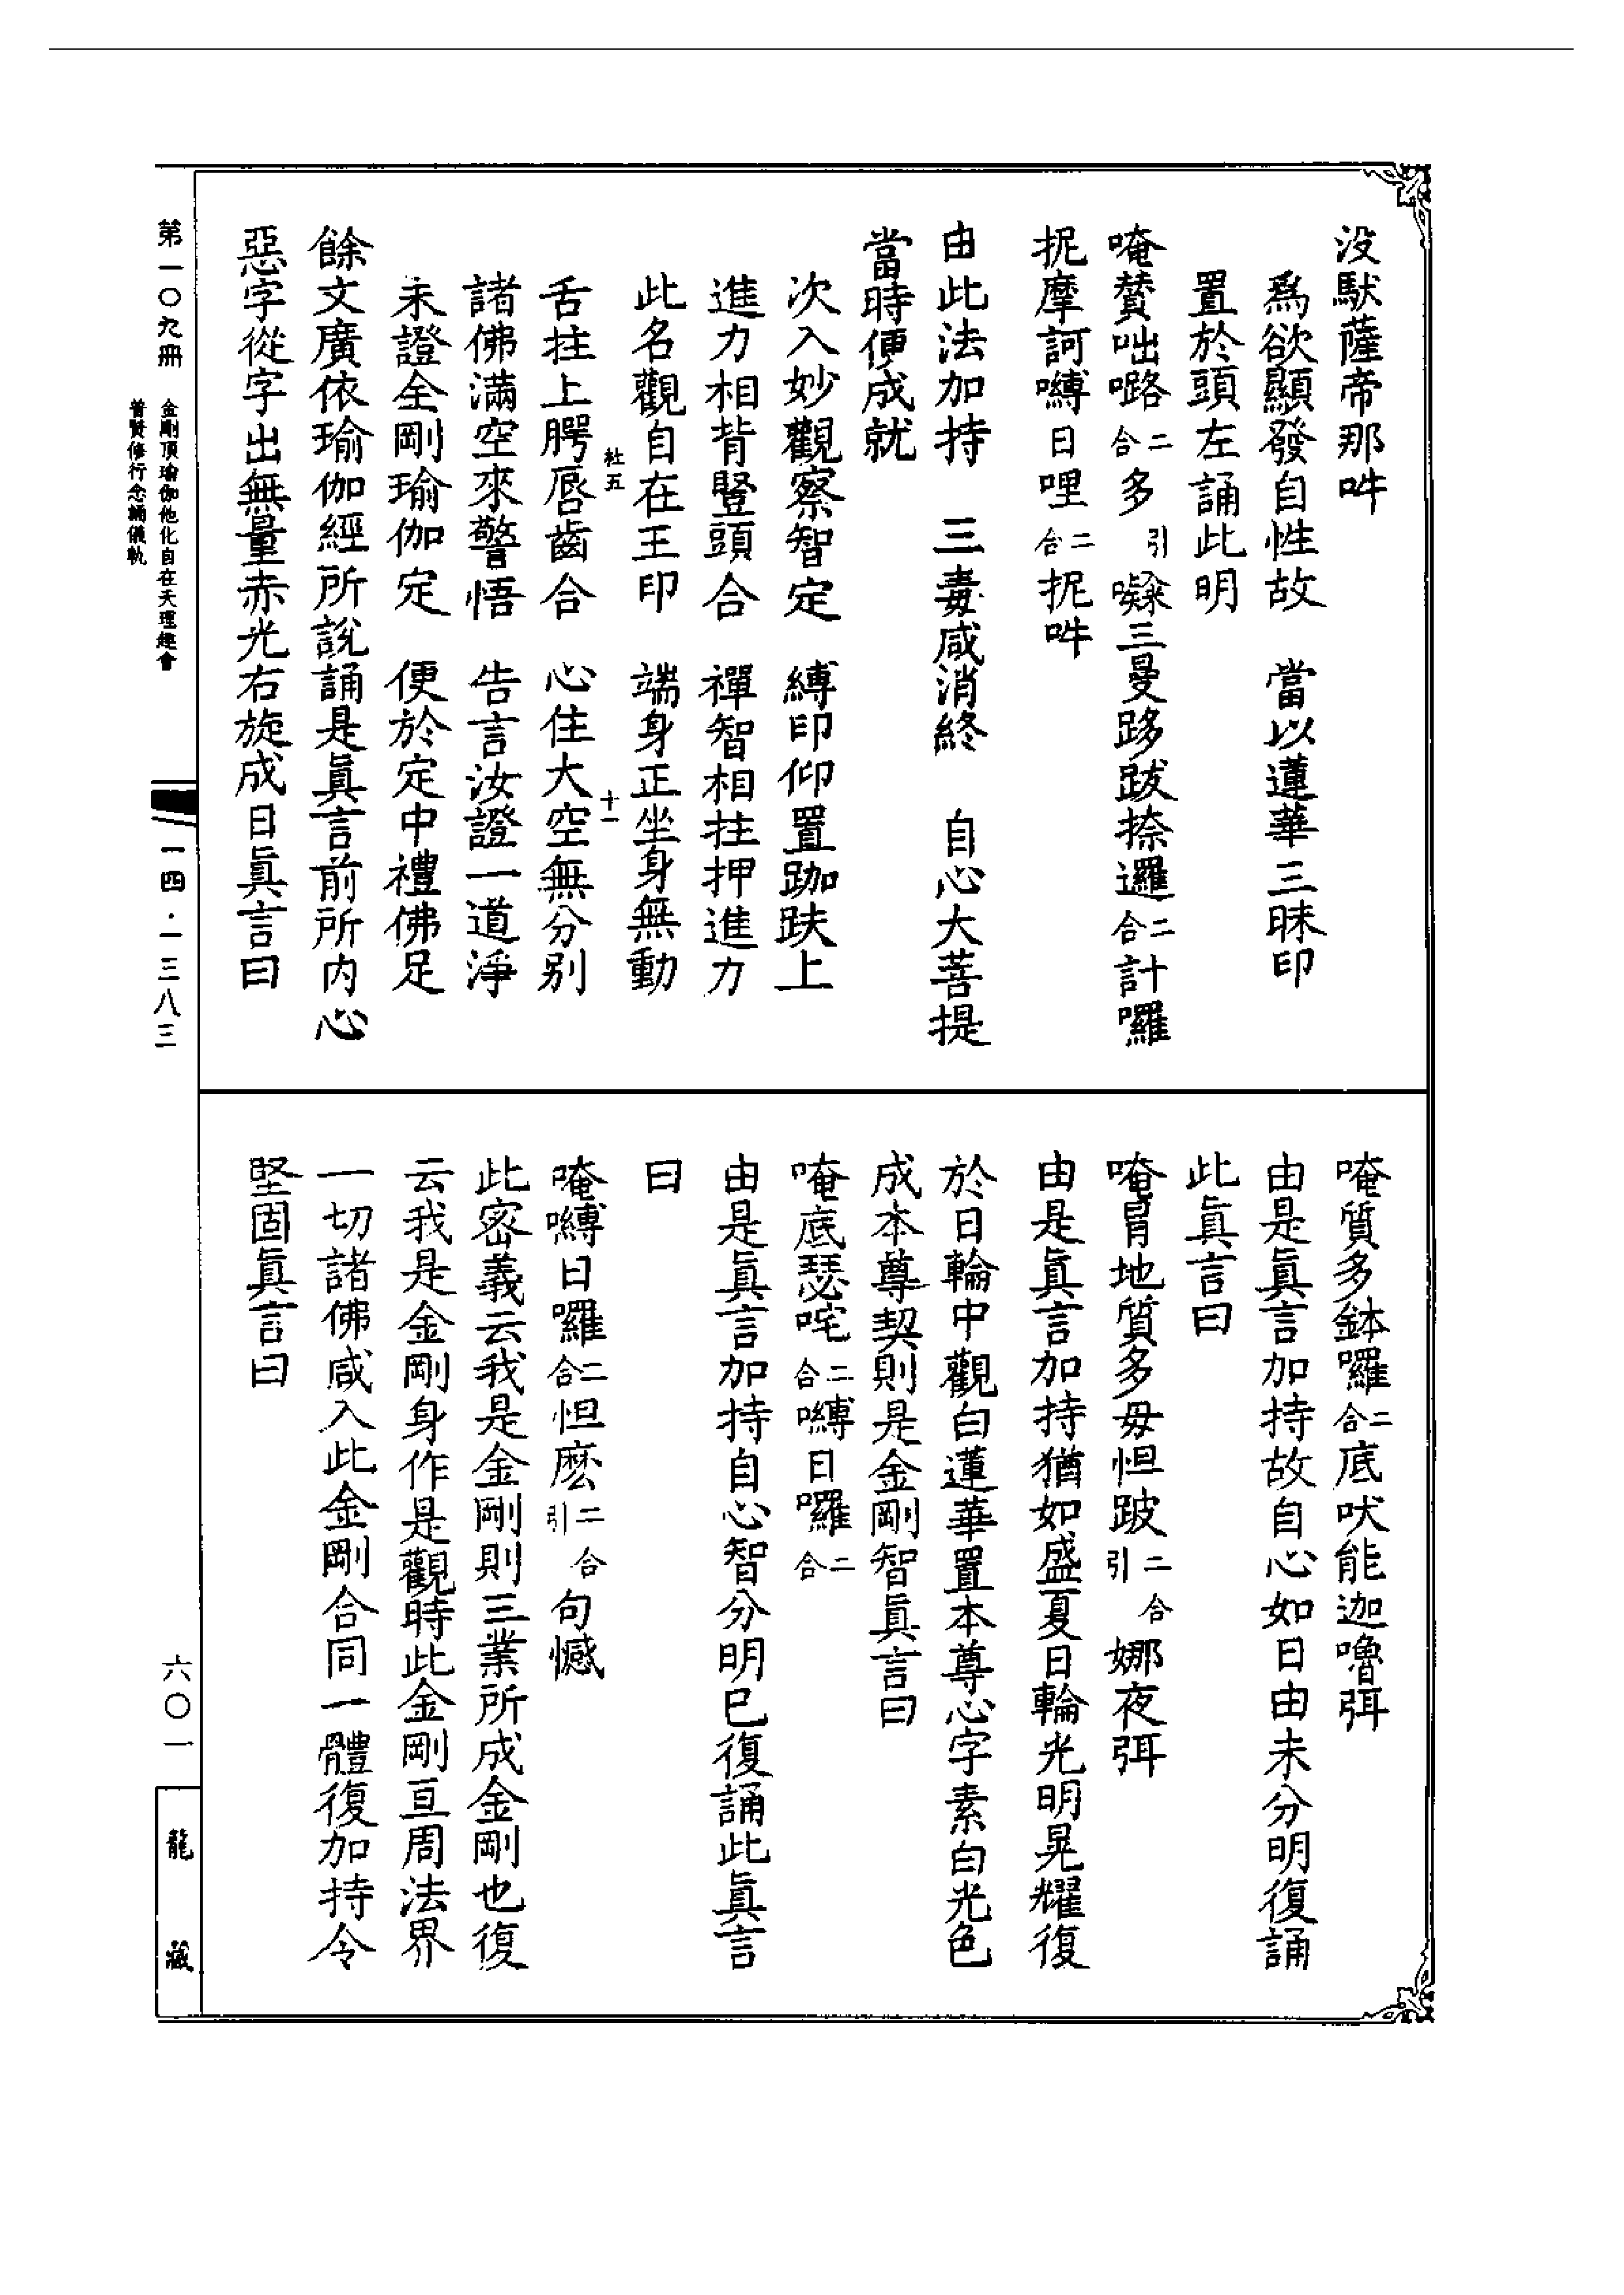 没馱薩帝那吽
爲欲顯發自性故　當以蓮華三昧印
置於頭左誦此明
唵賛咄𡀔二合多引㘑三曼跢跋捺邏二合計囉
抳摩訶嚩日哩二合抳吽
由此法加持　三毒咸消終　自心大菩提
當時便成就
次入妙觀察智定　縛印仰置跏趺上
進力相背豎頭合　禪智相拄押進力
此名觀自在王印　端身正坐身無動
舌拄上腭唇齒合　心住大空無分别
諸佛滿空來警悟　告言汝證一道淨
未證金剛瑜伽定　便於定中禮佛足
餘文廣依瑜伽經所説誦是眞言前所内心
惡字從字出無量赤光右旋成日眞言曰
杜五
十一
唵質多鉢囉二合底吠能迦嚕弭
由是眞言加持故自心如日由未分明復誦
此眞言曰
唵冐地質多毋怛跛二合引娜夜弭
由是眞言加持猶如盛夏日輪光明晃耀復
於日輪中觀白蓮華置本尊心字素白光色
成本尊契則是金剛智眞言曰
唵底瑟咤二合嚩日囉二合
由是眞言加持自心智分明已復誦此眞言
曰
唵嚩日囉二合怛麽二合引句憾
此密義云我是金剛則三業所成金剛也復
云我是金剛身作是觀時此金剛亘周法界
一切諸佛咸入此金剛合同一體復加持令
堅固眞言曰
第一〇九冊
金剛頂瑜伽他化自在天理趣會
普賢修行念誦儀軌
一四．一三八三
六〇一
龍藏